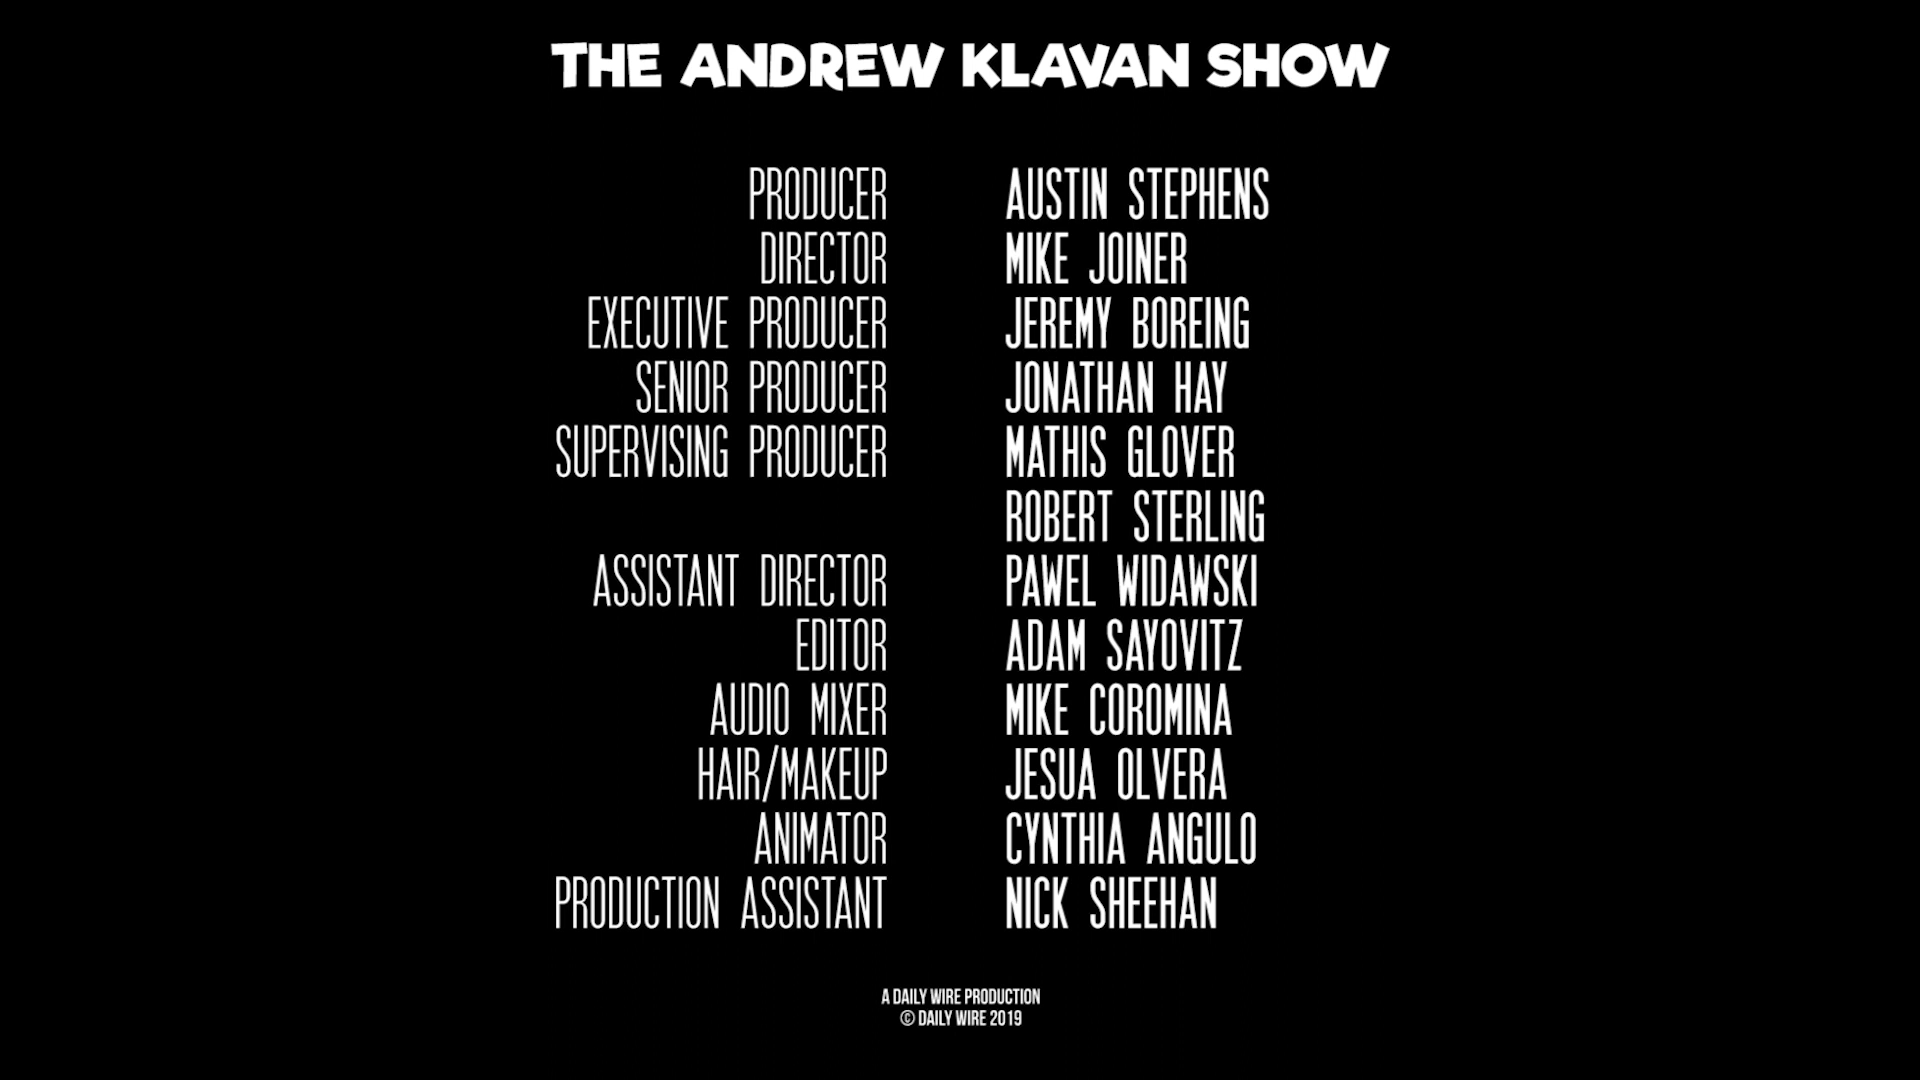 THE ANDREW KLAVAN SHOW
PRODUCER AUSTIN STEPHENS
DIRECTOR MIKE JOINER
EXECUTIVE PRODUCER JEREMY BOREING
SENIOR PRODUCER JONATHAN HAY
SUPERVISING PRODUCER MATHIS GLOVER
ROBERT STERLING
ASSISTANT DIRECTOR PAWEL WIDAWSKI
EDITOR ADAM SAYOVITZ
AUDIO MIXER MIKE COROMINA
HAIR/MAKEUP JESUA OLVERA
ANIMATOR CYNTHIA ANGULO
PRODUCTION ASSISTANT NICK SHEEHAN
A DAILY WIRE PRODUCTION
© DAILY WIRE 2019